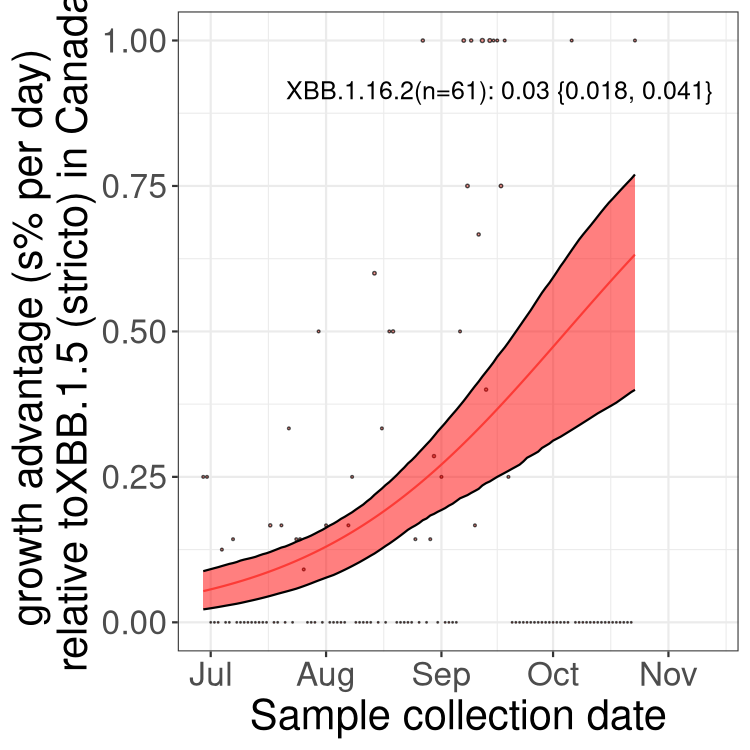 growth advantage (s% per day)
relative toXBB.1.5 (stricto) in Canada
1.00
0.75
0.50
0.25
0.00
XBB.1.16.2(n=61): 0.03 {0.018, 0.041}
Jul Aug Sep Oct Nov
Sample collection date